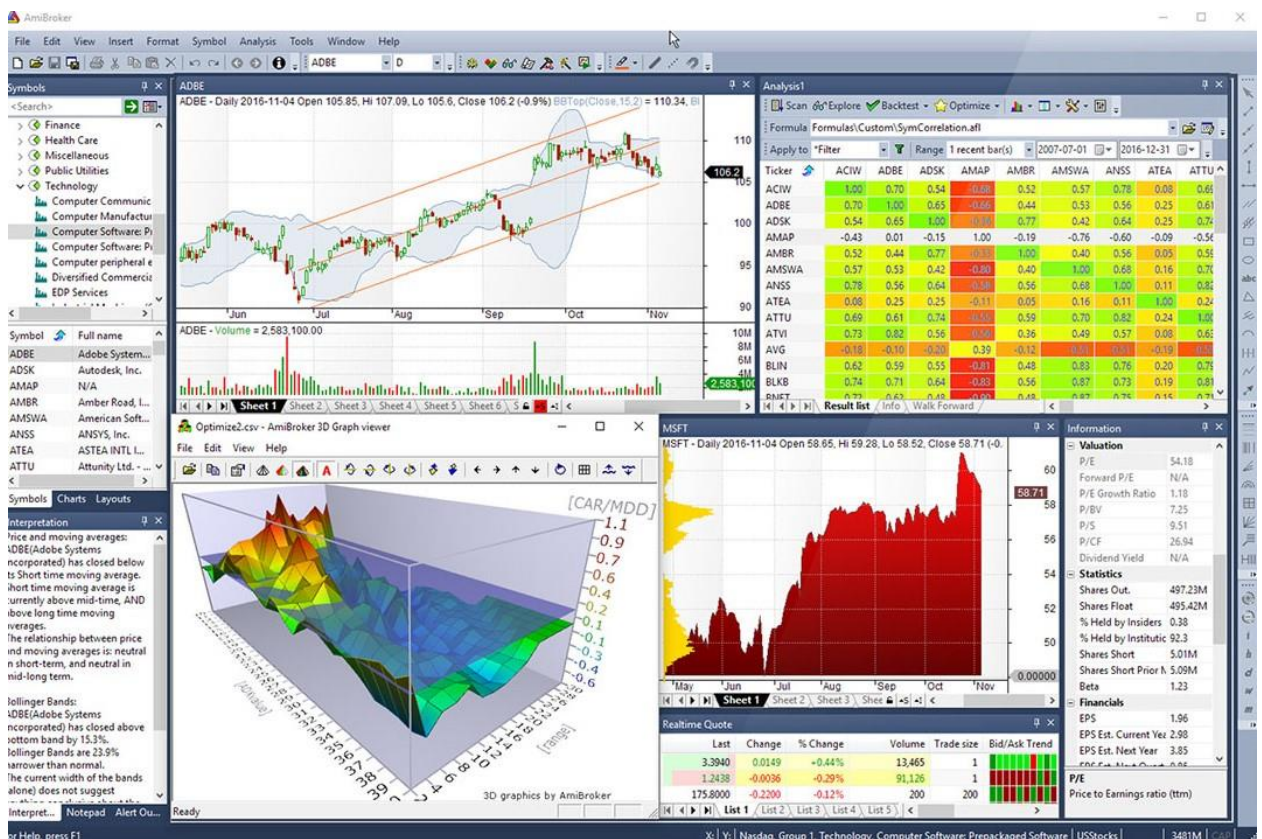 AmiBroker
File Edit View Insert Format Symbol Analysis Tools Window Help
ADBE D
Symbols
<Search>
Finance
Health Care
Miscellaneous
Public Utilities
Technology
Computer Communic
Computer Manufactu
Computer Software: Pr
Computer Software: Pr
Computer peripheral e
Diversified Commercia
EDP Services
Symbol Full name
ADBE Adobe System...
ADSK Autodesk, Inc.
AMAP N/A
AMBR Amber Road, I...
AMSWA American Soft...
ANSS ANSYS, Inc.
ATEA ASTEA INTL I...
ATTU Attunity Ltd. - ...
Symbols Charts Layouts
Interpretation
Price and moving averages:
ADBE(Adobe Systems
Incorporated) has closed below
its Short time moving average.
Short time moving average is
currently above mid-time, AND
above long time moving
averages.
The relationship between price
and moving averages is: neutral
in short-term, and neutral in
mid-long term.
Bollinger Bands:
ADBE(Adobe Systems
Incorporated) has closed above
bottom band by 15.3%.
Bollinger Bands are 23.9%
narrower than normal.
The current width of the bands
(alone) does not suggest
Interpret... Notepad Alert Ou...
For Help, press F1
ADBE
ADBE - Daily 2016-11-04 Open 105.85, Hi 107.09, Lo 105.6, Close 106.2 (-0.9%) BBTop(Close,15,2) = 110.34,
110
106.2
105
100
95
90
'Jun 'Jul 'Aug 'Sep 'Oct 'Nov
ADBE - Volume = 2,583,100.00
10M
8M
6M
4M
2,583,100
Sheet 1 Sheet 2 Sheet 3 Sheet 4 Sheet 5 Sheet 6 S
Analysis1
Scan Explore Backtest Optimize
Formula Formulas\Custom\SymCorrelation.afl
Apply to *Filter Range 1 recent bar(s) 2007-07-01 2016-12-31
Ticker ACIW ADBE ADSK AMAP AMBR AMSWA ANSS ATEA ATTU
ACIW 1.00 0.70 0.54 0.52 0.57 0.78 0.08 0.69
ADBE 0.70 1.00 0.65 0.44 0.53 0.56 0.25 0.61
ADSK 0.54 0.65 1.00 0.77 0.42 0.64 0.25 0.74
AMAP -0.43 0.01 -0.15 1.00 -0.19 -0.76 -0.60 -0.09 -0.56
AMBR 0.52 0.44 0.77 1.00 0.40 0.56 0.05 0.59
AMSWA 0.57 0.53 0.42 -0.80 0.40 1.00 0.68 0.16 0.70
ANSS 0.78 0.56 0.64 0.56 0.68 1.00 0.11 0.82
ATEA 0.08 0.25 0.25 -0.11 0.05 0.16 0.11 1.00 0.24
ATTU 0.69 0.61 0.74 0.59 0.70 0.82 0.24 1.00
ATVI 0.73 0.82 0.56 0.36 0.49 0.57 0.08 0.63
AVG -0.18 -0.10 -0.20 0.39 -0.12 -0.19
BLIN 0.62 0.59 0.55 -0.81 0.48 0.83 0.76 0.20 0.79
BLKB 0.74 0.71 0.64 -0.83 0.56 0.87 0.73 0.19 0.81
Result list Info Walk Forward
Optimize2.csv - AmiBroker 3D Graph viewer
File Edit View Help
[CAR/MDD]
1.1
0.9
0.7
0.6
0.4
0.2
0.1
-0.1
-0.3
-0.4
-0.6
[range]
3D graphics by AmiBroker
Ready
MSFT
MSFT - Daily 2016-11-04 Open 58.65, Hi 59.28, Lo 58.52, Close 58.71 (-0.
60
58.71
58
56
54
52
50
0.00000
'May 'Jun 'Jul 'Aug 'Sep 'Oct 'Nov
Sheet 1 Sheet 2 Sheet 3 Shee
Information
Valuation
P/E 54.18
Forward P/E N/A
P/E Growth Ratio 1.18
P/BV 7.25
P/S 9.51
P/CF 26.94
Dividend Yield N/A
Statistics
Shares Out. 497.23M
Shares Float 495.42M
% Held by Insiders 0.38
% Held by Institutic 92.3
Shares Short 5.01M
Shares Short Prior M 5.09M
Beta 1.23
Financials
EPS 1.96
EPS Est. Current Yea 2.98
EPS Est. Next Year 3.85
P/E
Price to Earnings ratio (ttm)
Realtime Quote
Last Change % Change Volume Trade size Bid/Ask Trend
3.3940 0.0149 +0.44% 13,465 1
1.2438 -0.0036 -0.29% 91,126 1
175.8000 -0.2200 -0.12% 200 200
List 1 List 2 List 3 List 4 List 5
X: Y: Nasdaq, Group 1, Technology, Computer Software: Prepackaged Software USStocks 3481M CAP